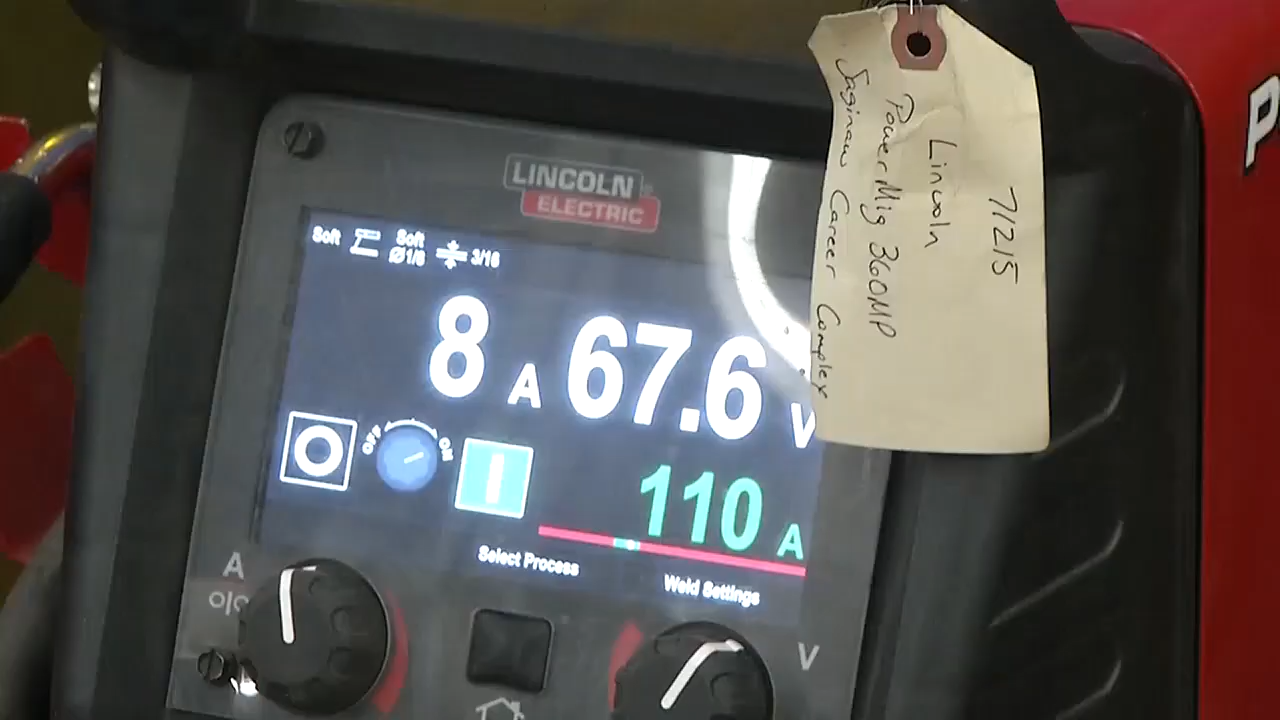 LINCOLN
ELECTRIC
Soft
Soft
Ø1/8
3/16
8 A 67.6 V
OFF ON
110 A
Select Process
Weld Settings
A
V
71215
Lincoln
PowerMig 360MP
Saginaw Career Complex
P